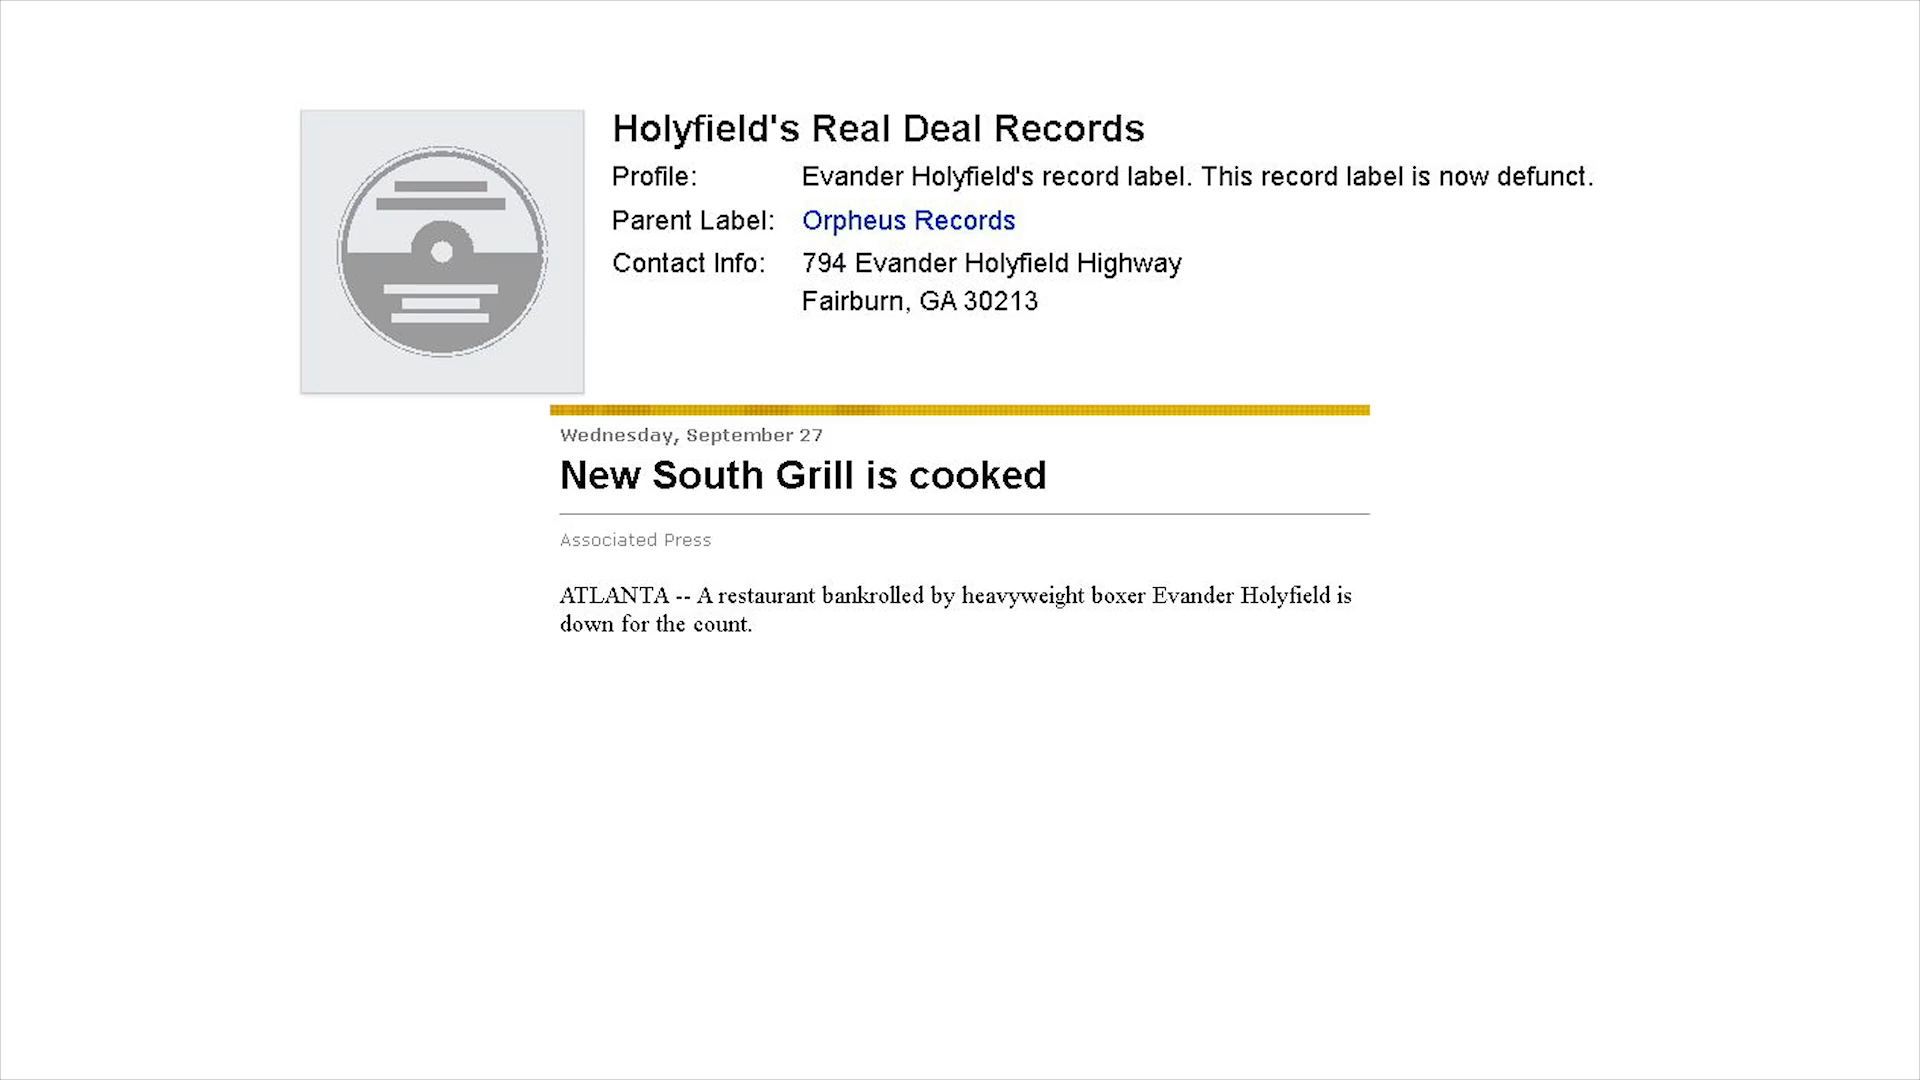 Holyfield's Real Deal Records
Profile: Evander Holyfield's record label. This record label is now defunct.
Parent Label: Orpheus Records
Contact Info: 794 Evander Holyfield Highway
Fairburn, GA 30213
Wednesday, September 27
New South Grill is cooked
Associated Press
ATLANTA -- A restaurant bankrolled by heavyweight boxer Evander Holyfield is
down for the count.